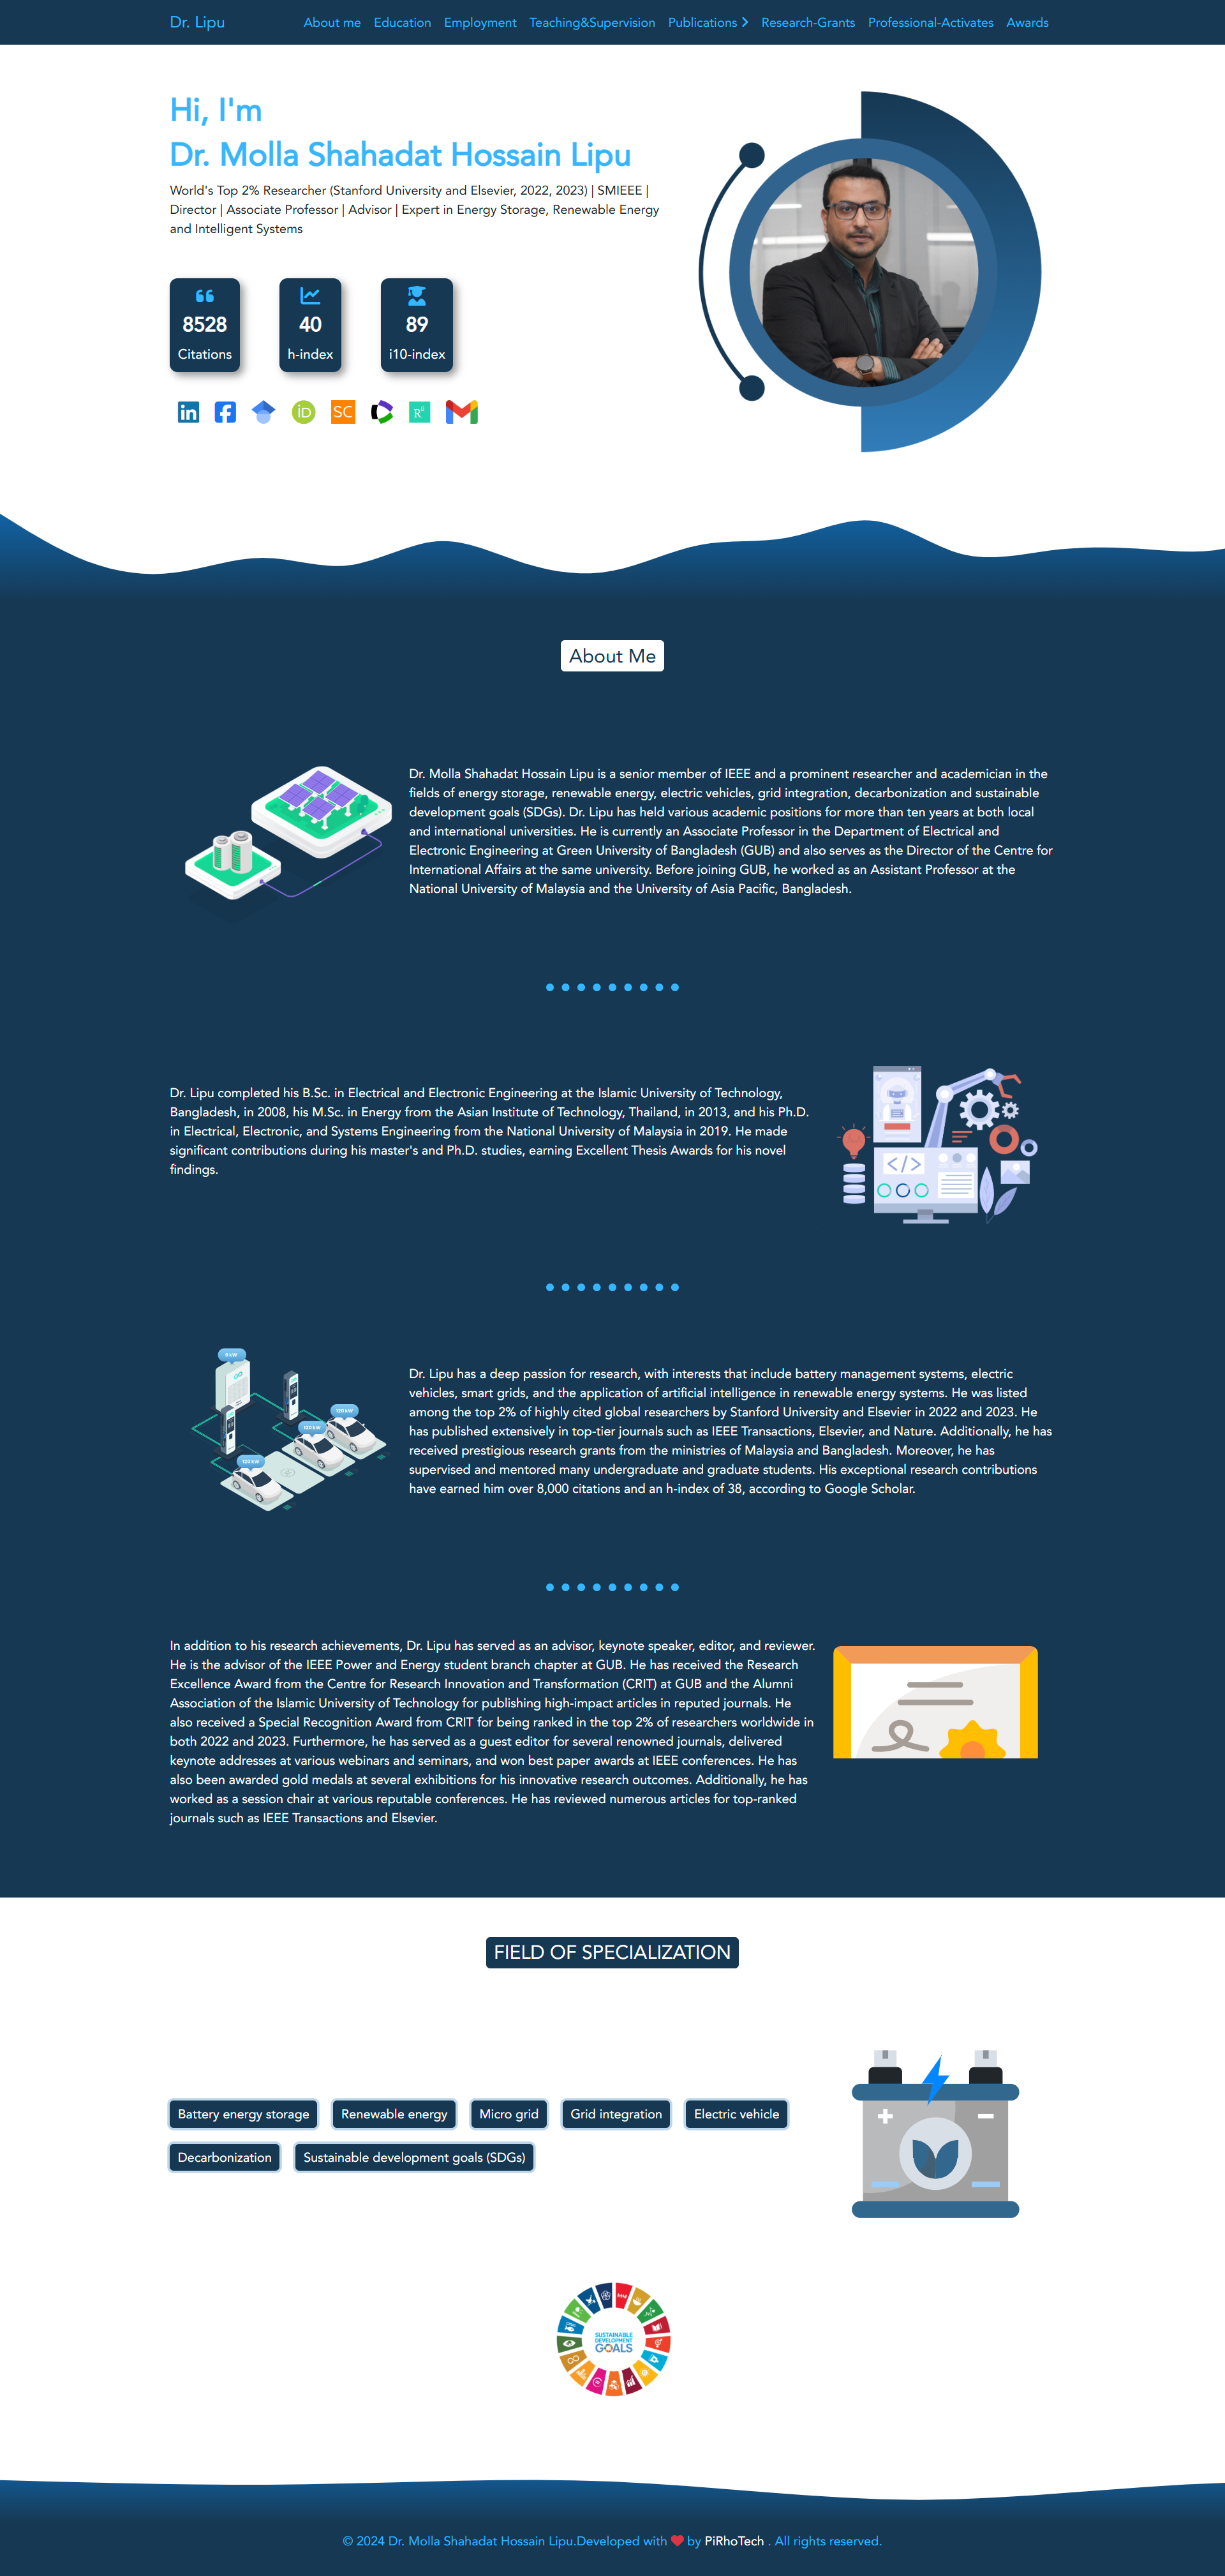 Dr. Lipu
About me Education Employment Teaching&Supervision Publications Research-Grants Professional-Activates Awards
Hi, I'm
Dr. Molla Shahadat Hossain Lipu
World's Top 2% Researcher (Stanford University and Elsevier, 2022, 2023) | SMIEEE |
Director | Associate Professor | Advisor | Expert in Energy Storage, Renewable Energy
and Intelligent Systems
8528 40 89
Citations h-index i10-index
in f iD SC R^G M
About Me
Dr. Molla Shahadat Hossain Lipu is a senior member of IEEE and a prominent researcher and academician in the
fields of energy storage, renewable energy, electric vehicles, grid integration, decarbonization and sustainable
development goals (SDGs). Dr. Lipu has held various academic positions for more than ten years at both local
and international universities. He is currently an Associate Professor in the Department of Electrical and
Electronic Engineering at Green University of Bangladesh (GUB) and also serves as the Director of the Centre for
International Affairs at the same university. Before joining GUB, he worked as an Assistant Professor at the
National University of Malaysia and the University of Asia Pacific, Bangladesh.
Dr. Lipu completed his B.Sc. in Electrical and Electronic Engineering at the Islamic University of Technology,
Bangladesh, in 2008, his M.Sc. in Energy from the Asian Institute of Technology, Thailand, in 2013, and his Ph.D.
in Electrical, Electronic, and Systems Engineering from the National University of Malaysia in 2019. He made
significant contributions during his master's and Ph.D. studies, earning Excellent Thesis Awards for his novel
findings.
</>
120 kW
120 kW
120 kW
Dr. Lipu has a deep passion for research, with interests that include battery management systems, electric
vehicles, smart grids, and the application of artificial intelligence in renewable energy systems. He was listed
among the top 2% of highly cited global researchers by Stanford University and Elsevier in 2022 and 2023. He
has published extensively in top-tier journals such as IEEE Transactions, Elsevier, and Nature. Additionally, he has
received prestigious research grants from the ministries of Malaysia and Bangladesh. Moreover, he has
supervised and mentored many undergraduate and graduate students. His exceptional research contributions
have earned him over 8,000 citations and an h-index of 38, according to Google Scholar.
In addition to his research achievements, Dr. Lipu has served as an advisor, keynote speaker, editor, and reviewer.
He is the advisor of the IEEE Power and Energy student branch chapter at GUB. He has received the Research
Excellence Award from the Centre for Research Innovation and Transformation (CRIT) at GUB and the Alumni
Association of the Islamic University of Technology for publishing high-impact articles in reputed journals. He
also received a Special Recognition Award from CRIT for being ranked in the top 2% of researchers worldwide in
both 2022 and 2023. Furthermore, he has served as a guest editor for several renowned journals, delivered
keynote addresses at various webinars and seminars, and won best paper awards at IEEE conferences. He has
also been awarded gold medals at several exhibitions for his innovative research outcomes. Additionally, he has
worked as a session chair at various reputable conferences. He has reviewed numerous articles for top-ranked
journals such as IEEE Transactions and Elsevier.
FIELD OF SPECIALIZATION
Battery energy storage Renewable energy Micro grid Grid integration Electric vehicle
Decarbonization Sustainable development goals (SDGs)
SUSTAINABLE
DEVELOPMENT
GOALS
© 2024 Dr. Molla Shahadat Hossain Lipu.Developed with ❤ by PiRhoTech . All rights reserved.